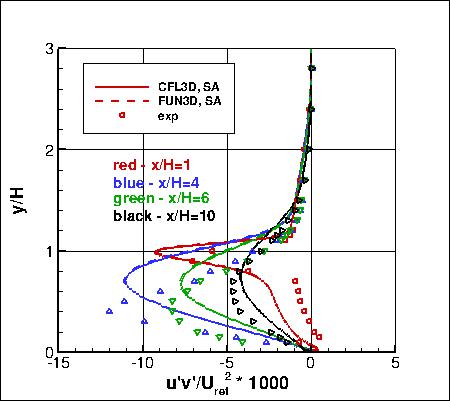 3
CFL3D, SA
FUN3D, SA
exp
2
red - x/H=1
blue - x/H=4
green - x/H=6
black - x/H=10
y/H
1
0
-15 -10 -5 0 5
u'v'/U_ref^2 * 1000